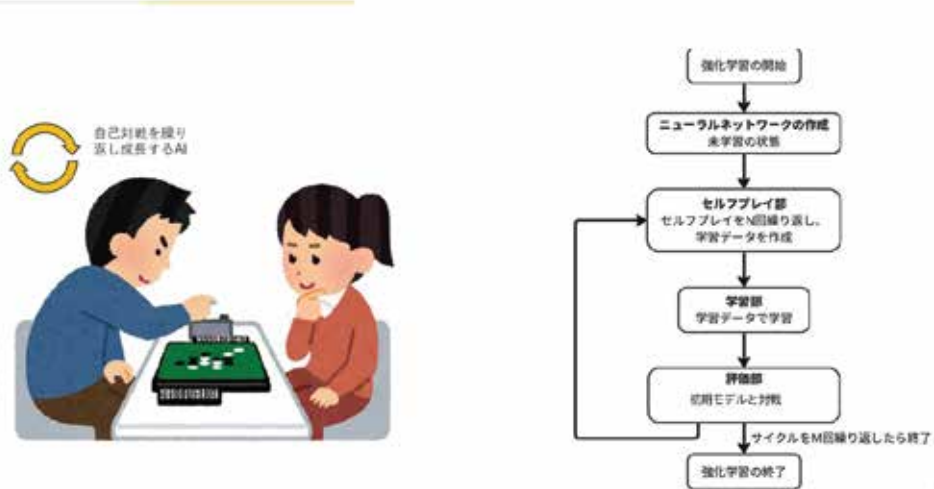 自己対戦を繰り
返し成長するAI
強化学習の開始
ニューラルネットワークの作成
未学習の状態
セルフプレイ部
セルフプレイをN回繰り返し、
学習データを作成
学習部
学習データで学習
評価部
初期モデルと対戦
サイクルをM回繰り返したら終了
強化学習の終了